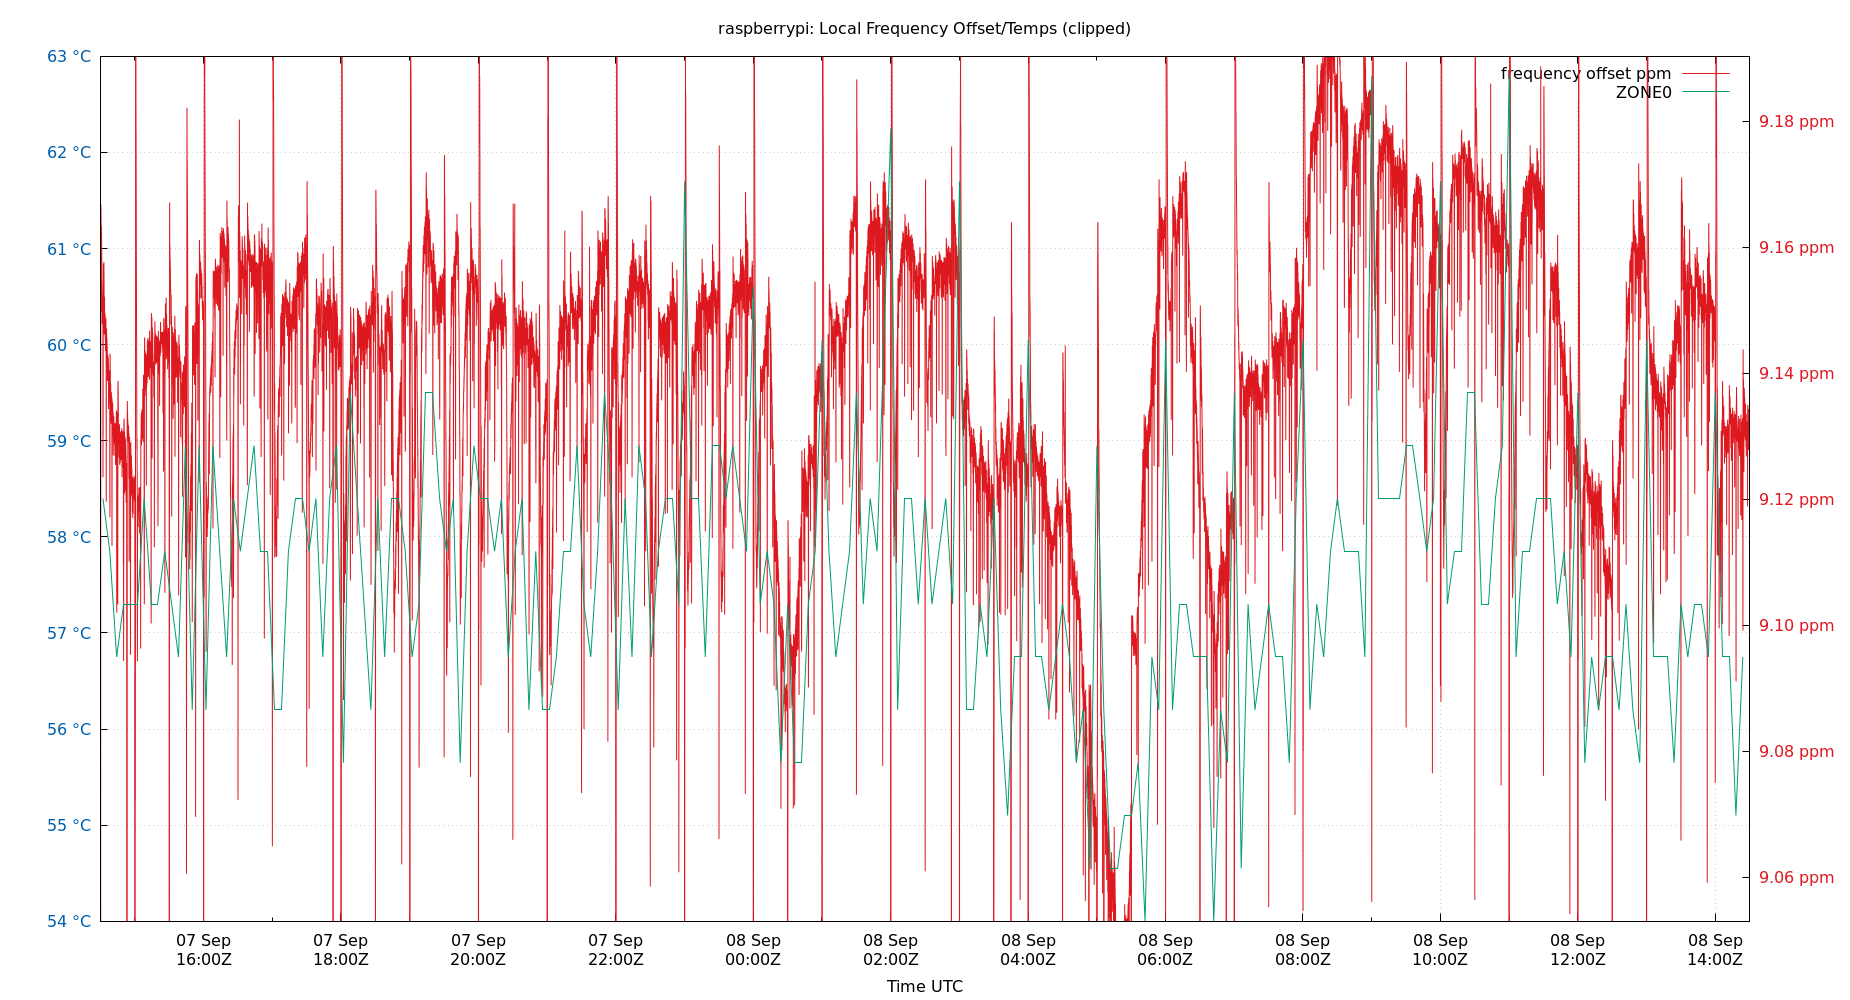 raspberrypi: Local Frequency Offset/Temps (clipped)
63 °C
62 °C
61 °C
60 °C
59 °C
58 °C
57 °C
56 °C
55 °C
54 °C
frequency offset ppm
ZONE0
9.18 ppm
9.16 ppm
9.14 ppm
9.12 ppm
9.10 ppm
9.08 ppm
9.06 ppm
07 Sep
16:00Z
07 Sep
18:00Z
07 Sep
20:00Z
07 Sep
22:00Z
08 Sep
00:00Z
08 Sep
02:00Z
08 Sep
04:00Z
08 Sep
06:00Z
08 Sep
08:00Z
08 Sep
10:00Z
08 Sep
12:00Z
08 Sep
14:00Z
Time UTC